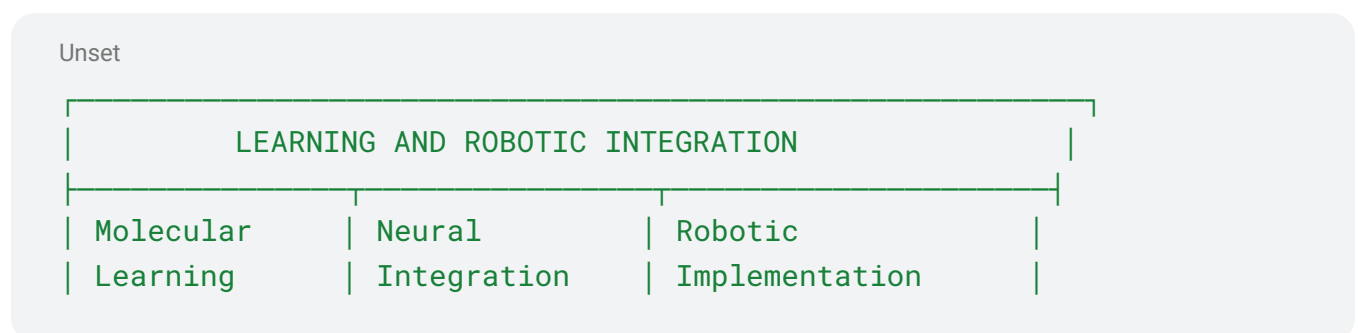 Unset
LEARNING AND ROBOTIC INTEGRATION
Molecular Neural Robotic
Learning Integration Implementation